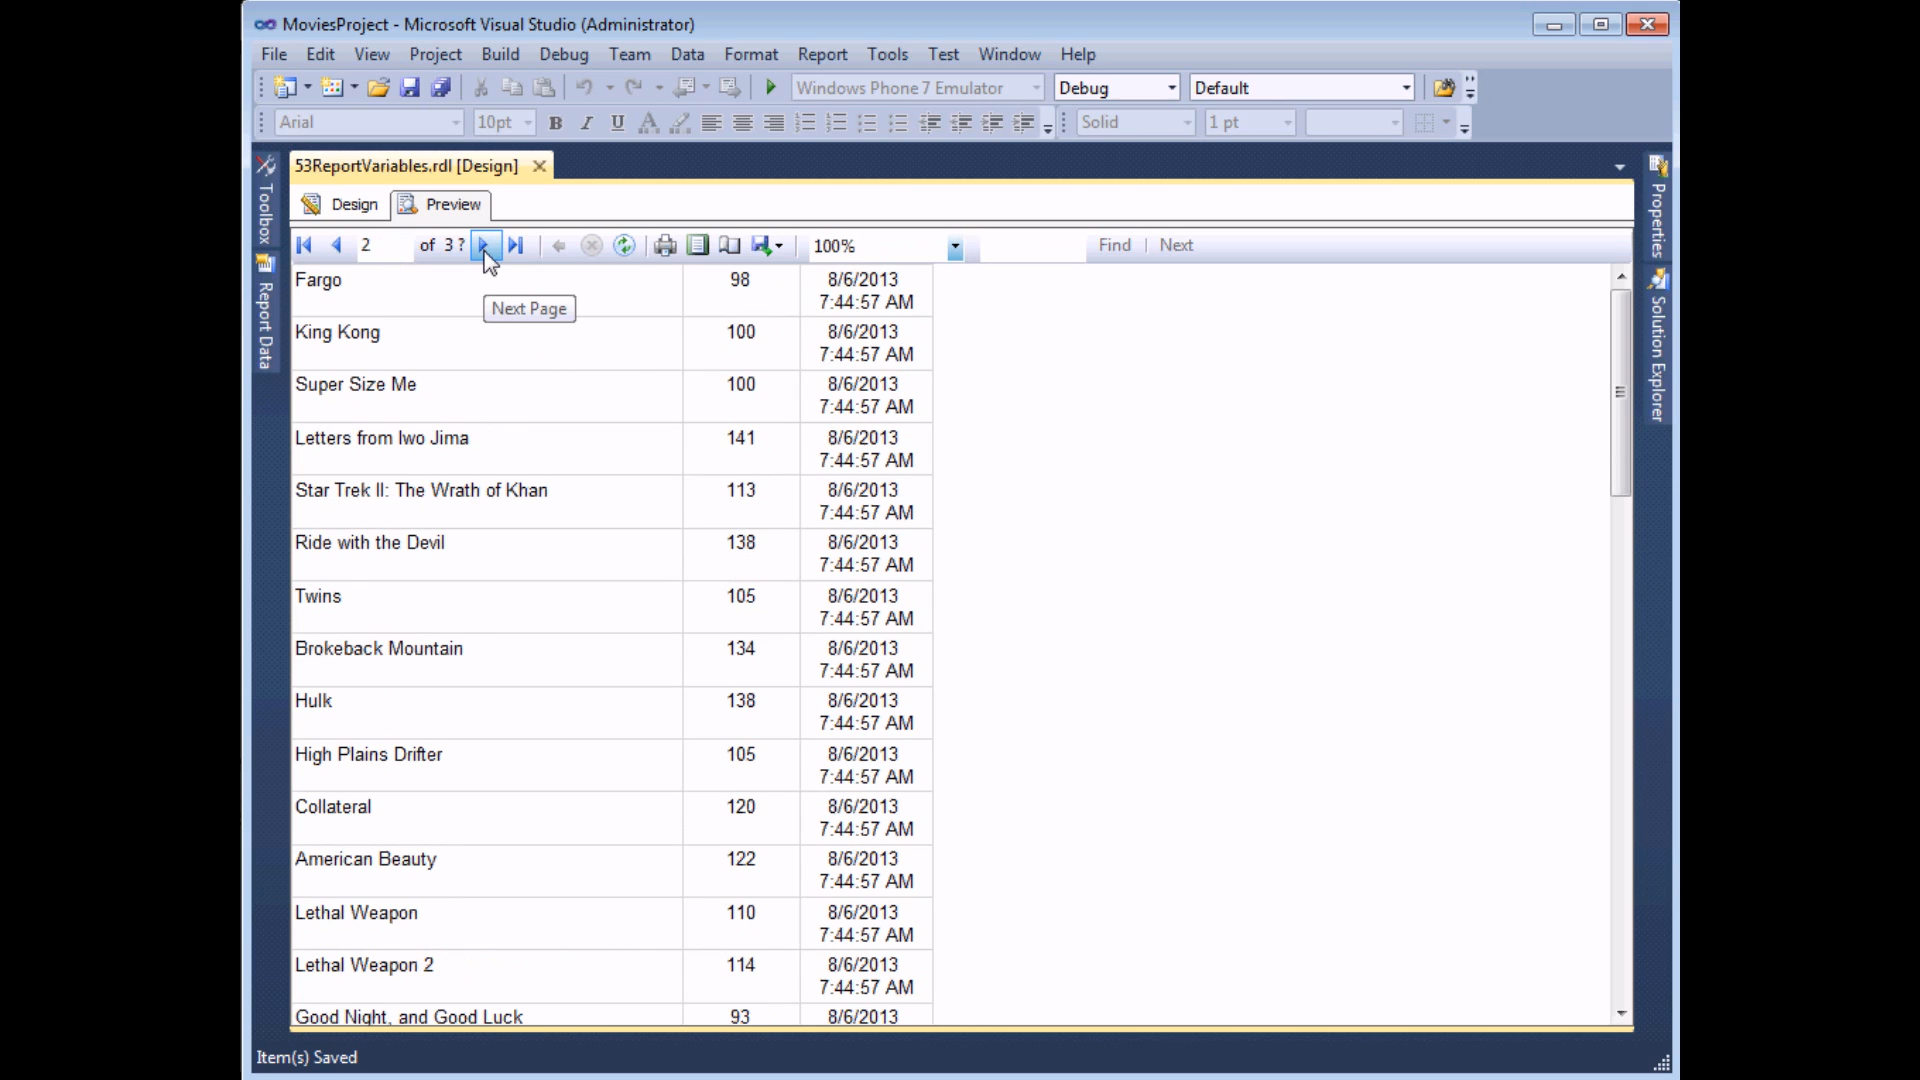 MoviesProject - Microsoft Visual Studio (Administrator)
File Edit View Project Build Debug Team Data Format Report Tools Test Window Help
Windows Phone 7 Emulator Debug Default
Arial 10pt B I U A Solid 1 pt
53ReportVariables.rdl [Design]
Design Preview
2 of 3 ? 100% Find | Next
Toolbox
Report Data
Properties
Solution Explorer
Next Page
Fargo 98 8/6/2013
7:44:57 AM
King Kong 100 8/6/2013
7:44:57 AM
Super Size Me 100 8/6/2013
7:44:57 AM
Letters from Iwo Jima 141 8/6/2013
7:44:57 AM
Star Trek II: The Wrath of Khan 113 8/6/2013
7:44:57 AM
Ride with the Devil 138 8/6/2013
7:44:57 AM
Twins 105 8/6/2013
7:44:57 AM
Brokeback Mountain 134 8/6/2013
7:44:57 AM
Hulk 138 8/6/2013
7:44:57 AM
High Plains Drifter 105 8/6/2013
7:44:57 AM
Collateral 120 8/6/2013
7:44:57 AM
American Beauty 122 8/6/2013
7:44:57 AM
Lethal Weapon 110 8/6/2013
7:44:57 AM
Lethal Weapon 2 114 8/6/2013
7:44:57 AM
Good Night, and Good Luck 93 8/6/2013
Item(s) Saved